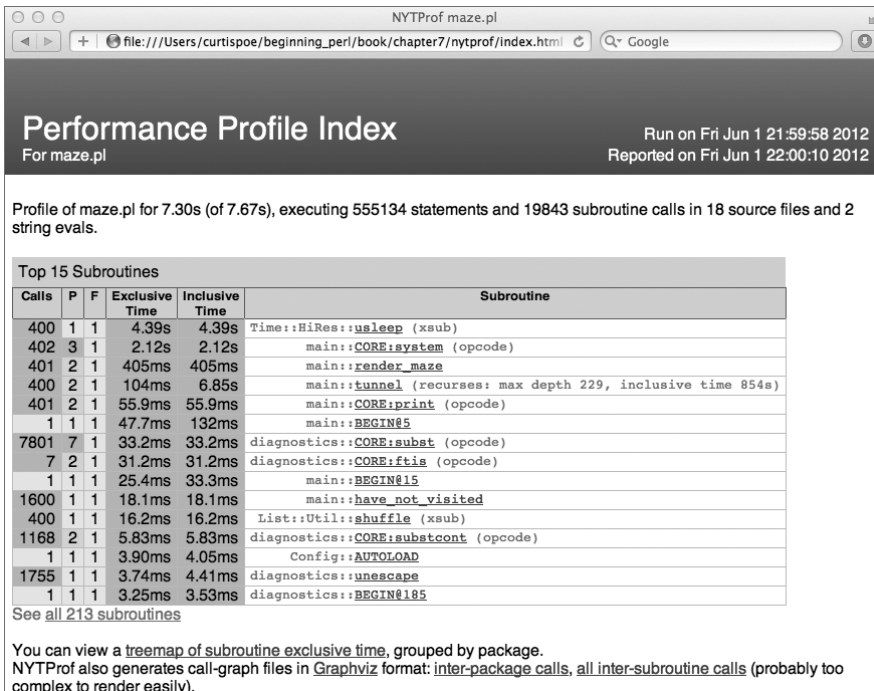 NYTProf maze.pl
file:///Users/curtispoe/beginning_perl/book/chapter7/nytprof/index.html
Google
Performance Profile Index
For maze.pl
Run on Fri Jun 1 21:59:58 2012
Reported on Fri Jun 1 22:00:10 2012
Profile of maze.pl for 7.30s (of 7.67s), executing 555134 statements and 19843 subroutine calls in 18 source files and 2
string evals.
Top 15 Subroutines
Calls P F Exclusive Time Inclusive Time Subroutine
400 1 1 4.39s 4.39s Time::HiRes::usleep (xsub)
402 3 1 2.12s 2.12s main::CORE:system (opcode)
401 2 1 405ms 405ms main::render_maze
400 2 1 104ms 6.85s main::tunnel (recurses: max depth 229, inclusive time 854s)
401 2 1 55.9ms 55.9ms main::CORE:print (opcode)
1 1 1 47.7ms 132ms main::BEGIN@5
7801 7 1 33.2ms 33.2ms diagnostics::CORE:subst (opcode)
7 2 1 31.2ms 31.2ms diagnostics::CORE:ftis (opcode)
1 1 1 25.4ms 33.3ms main::BEGIN@15
1600 1 1 18.1ms 18.1ms main::have_not_visited
400 1 1 16.2ms 16.2ms List::Util::shuffle (xsub)
1168 2 1 5.83ms 5.83ms diagnostics::CORE:substcont (opcode)
1 1 1 3.90ms 4.05ms Config::AUTOLOAD
1755 1 1 3.74ms 4.41ms diagnostics::unescape
1 1 1 3.25ms 3.53ms diagnostics::BEGIN@185
See all 213 subroutines
You can view a treemap of subroutine exclusive time, grouped by package.
NYTProf also generates call-graph files in Graphviz format: inter-package calls, all inter-subroutine calls (probably too
complex to render easily).